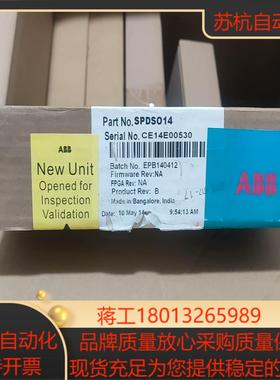 苏杭自动化
Part No. SPDSO14
Serial No. CE14E00530
ABB
New Unit
Opened for
Inspection
Validation
Batch No EPB140412
Firmware Rev: NA
FPGA Rev: NA
Product Rev: B
Made in Bangalore, India
Date: 10 May 14
9:54:13 AM
ABB
蒋工18013265989
自动化
品牌质量放心采购质量保
开票
现货充足为您提供可靠